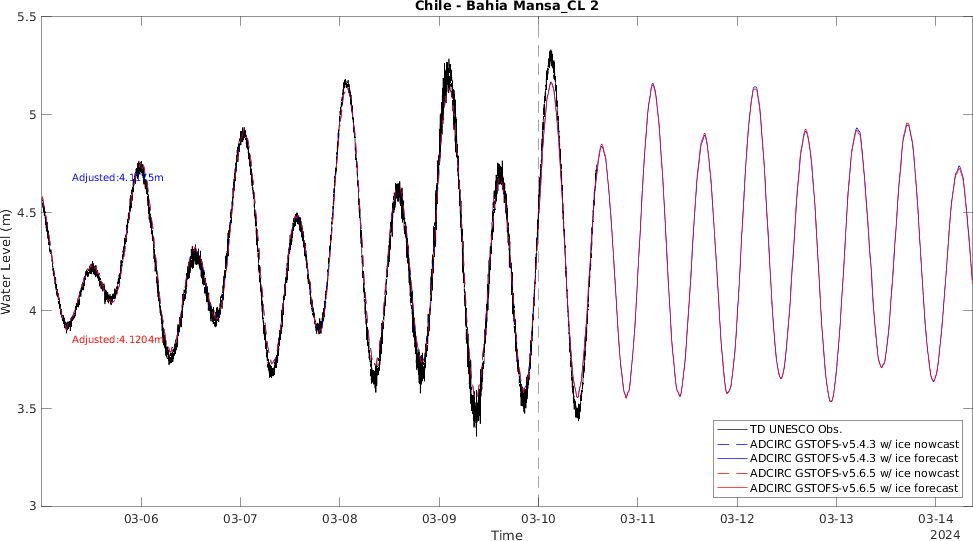 Chile - Bahia Mansa_CL 2
5.5
5
4.5
4
3.5
3
Water Level (m)
Adjusted:4.1175m
Adjusted:4.1204m
TD UNESCO Obs.
ADCIRC GSTOFS-v5.4.3 w/ ice nowcast
ADCIRC GSTOFS-v5.4.3 w/ ice forecast
ADCIRC GSTOFS-v5.6.5 w/ ice nowcast
ADCIRC GSTOFS-v5.6.5 w/ ice forecast
03-06 03-07 03-08 03-09 03-10 03-11 03-12 03-13 03-14
Time
2024